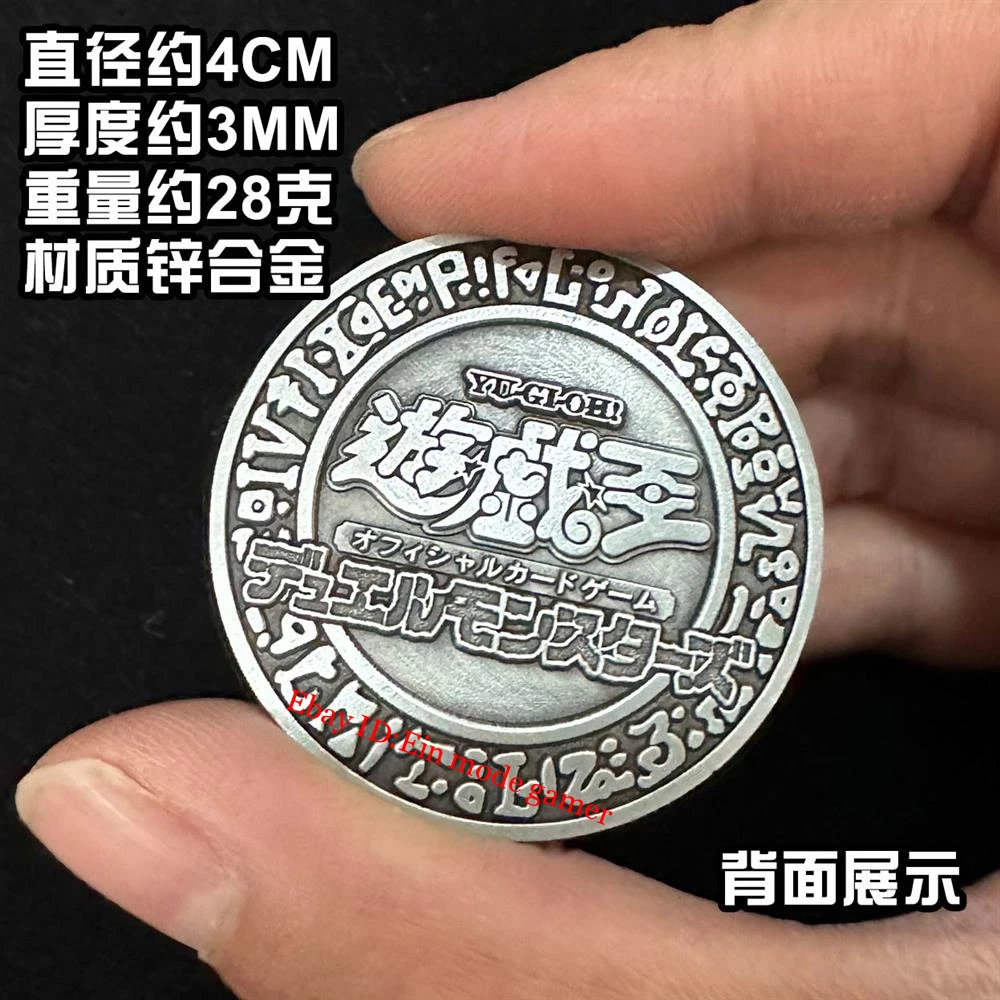 直径约4CM
厚度约3MM
重量约28克
材质锌合金
YU-GI-OH!
遊戯王
オフィシャルカードゲーム
デュエルモンスターズ
Ebay ID:Ein mode gamer
背面展示